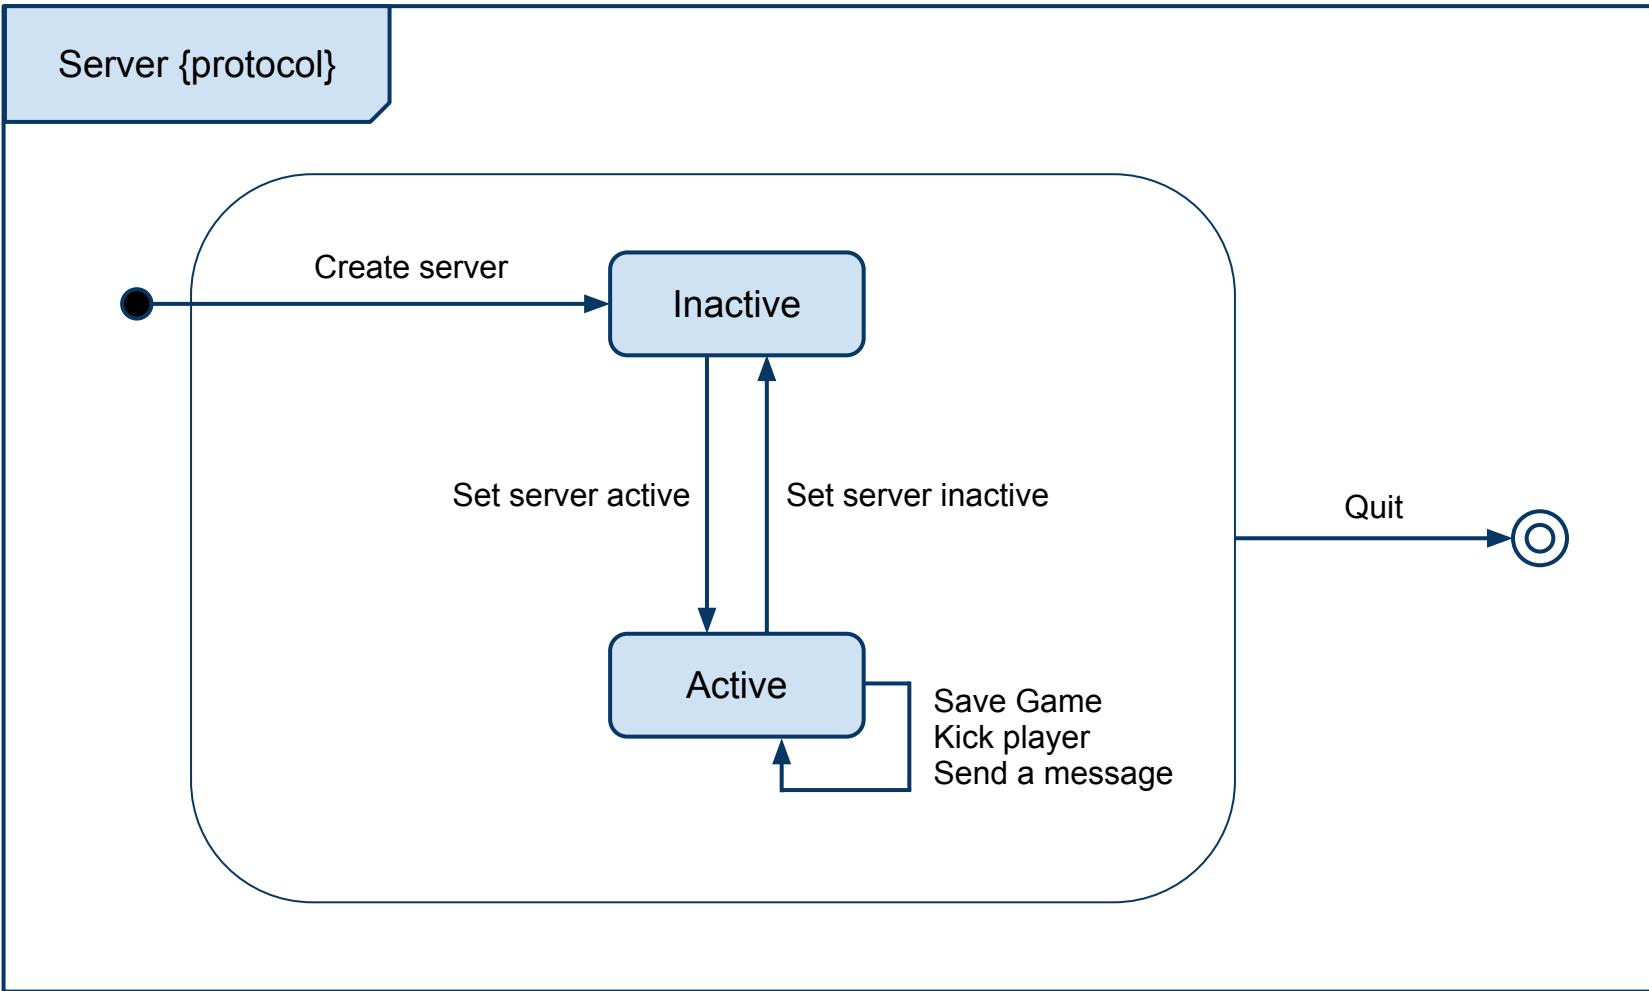 Server {protocol}
Create server
Inactive
Set server active
Set server inactive
Quit
Active
Save Game
Kick player
Send a message